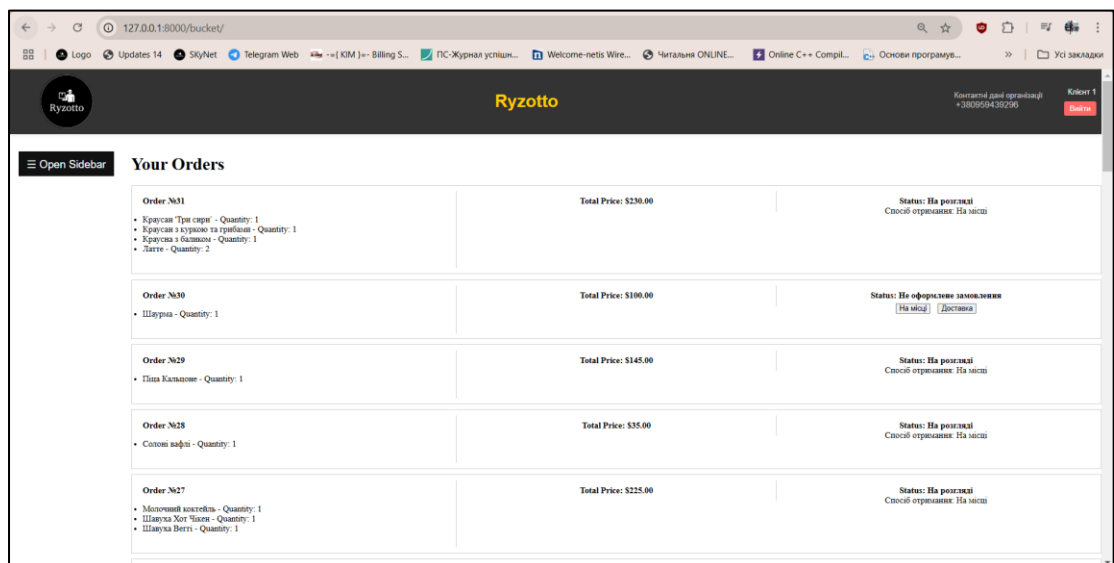 127.0.0.1:8000/bucket/
Logo Updates 14 SkyNet Telegram Web -=( KIM )=- Billing S... ПС-Журнал успішн... Welcome-netis Wire... Читальня ONLINE... Online C++ Compil... Основи програмув... » Усі закладки
Ryzotto
Ryzotto
Контактні дані організації
+380959439296
Клієнт 1
Вийти
☰ Open Sidebar
Your Orders
Order №31
• Краусан 'Три сири' - Quantity: 1
• Краусан з куркою та грибами - Quantity: 1
• Краусна з баликом - Quantity: 1
• Латте - Quantity: 2
Total Price: $230.00
Status: На розгляді
Спосіб отримання: На місці
Order №30
• Шаурма - Quantity: 1
Total Price: $100.00
Status: Не оформлене замовлення
На місці Доставка
Order №29
• Піца Кальцоне - Quantity: 1
Total Price: $145.00
Status: На розгляді
Спосіб отримання: На місці
Order №28
• Солоні вафлі - Quantity: 1
Total Price: $35.00
Status: На розгляді
Спосіб отримання: На місці
Order №27
• Молочний коктейль - Quantity: 1
• Шавуха Хот Чікен - Quantity: 1
• Шавуха Веггі - Quantity: 1
Total Price: $225.00
Status: На розгляді
Спосіб отримання: На місці